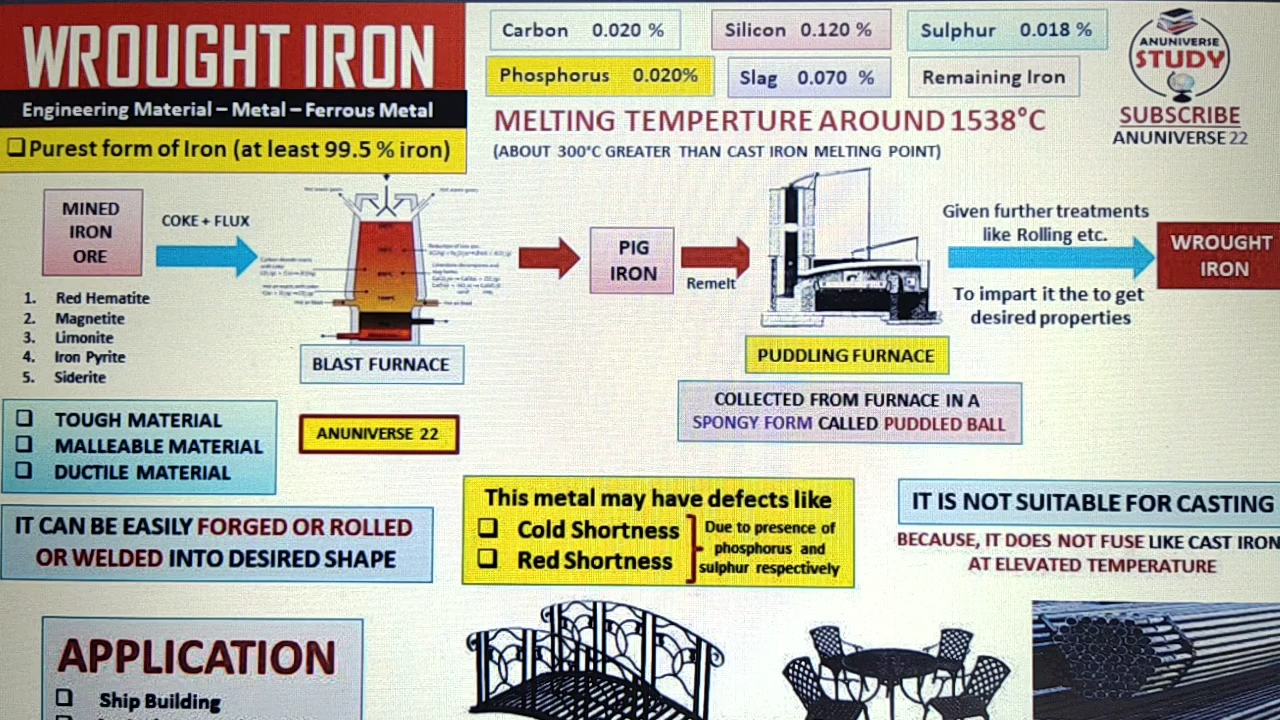 WROUGHT IRON
Engineering Material – Metal – Ferrous Metal
❑Purest form of Iron (at least 99.5 % iron)
Carbon 0.020 %
Silicon 0.120 %
Sulphur 0.018 %
Phosphorus 0.020%
Slag 0.070 %
Remaining Iron
ANUNIVERSE
STUDY
SUBSCRIBE
ANUNIVERSE 22
MELTING TEMPERTURE AROUND 1538°C
(ABOUT 300°C GREATER THAN CAST IRON MELTING POINT)
MINED
IRON
ORE
COKE + FLUX
1. Red Hematite
2. Magnetite
3. Limonite
4. Iron Pyrite
5. Siderite
BLAST FURNACE
PIG
IRON
Remelt
PUDDLING FURNACE
Given further treatments
like Rolling etc.
To impart it the to get
desired properties
WROUGHT
IRON
COLLECTED FROM FURNACE IN A
SPONGY FORM CALLED PUDDLED BALL
❑ TOUGH MATERIAL
❑ MALLEABLE MATERIAL
❑ DUCTILE MATERIAL
ANUNIVERSE 22
IT CAN BE EASILY FORGED OR ROLLED
OR WELDED INTO DESIRED SHAPE
This metal may have defects like
❑ Cold Shortness
❑ Red Shortness
Due to presence of
phosphorus and
sulphur respectively
IT IS NOT SUITABLE FOR CASTING
BECAUSE, IT DOES NOT FUSE LIKE CAST IRON
AT ELEVATED TEMPERATURE
APPLICATION
❑ Ship Building